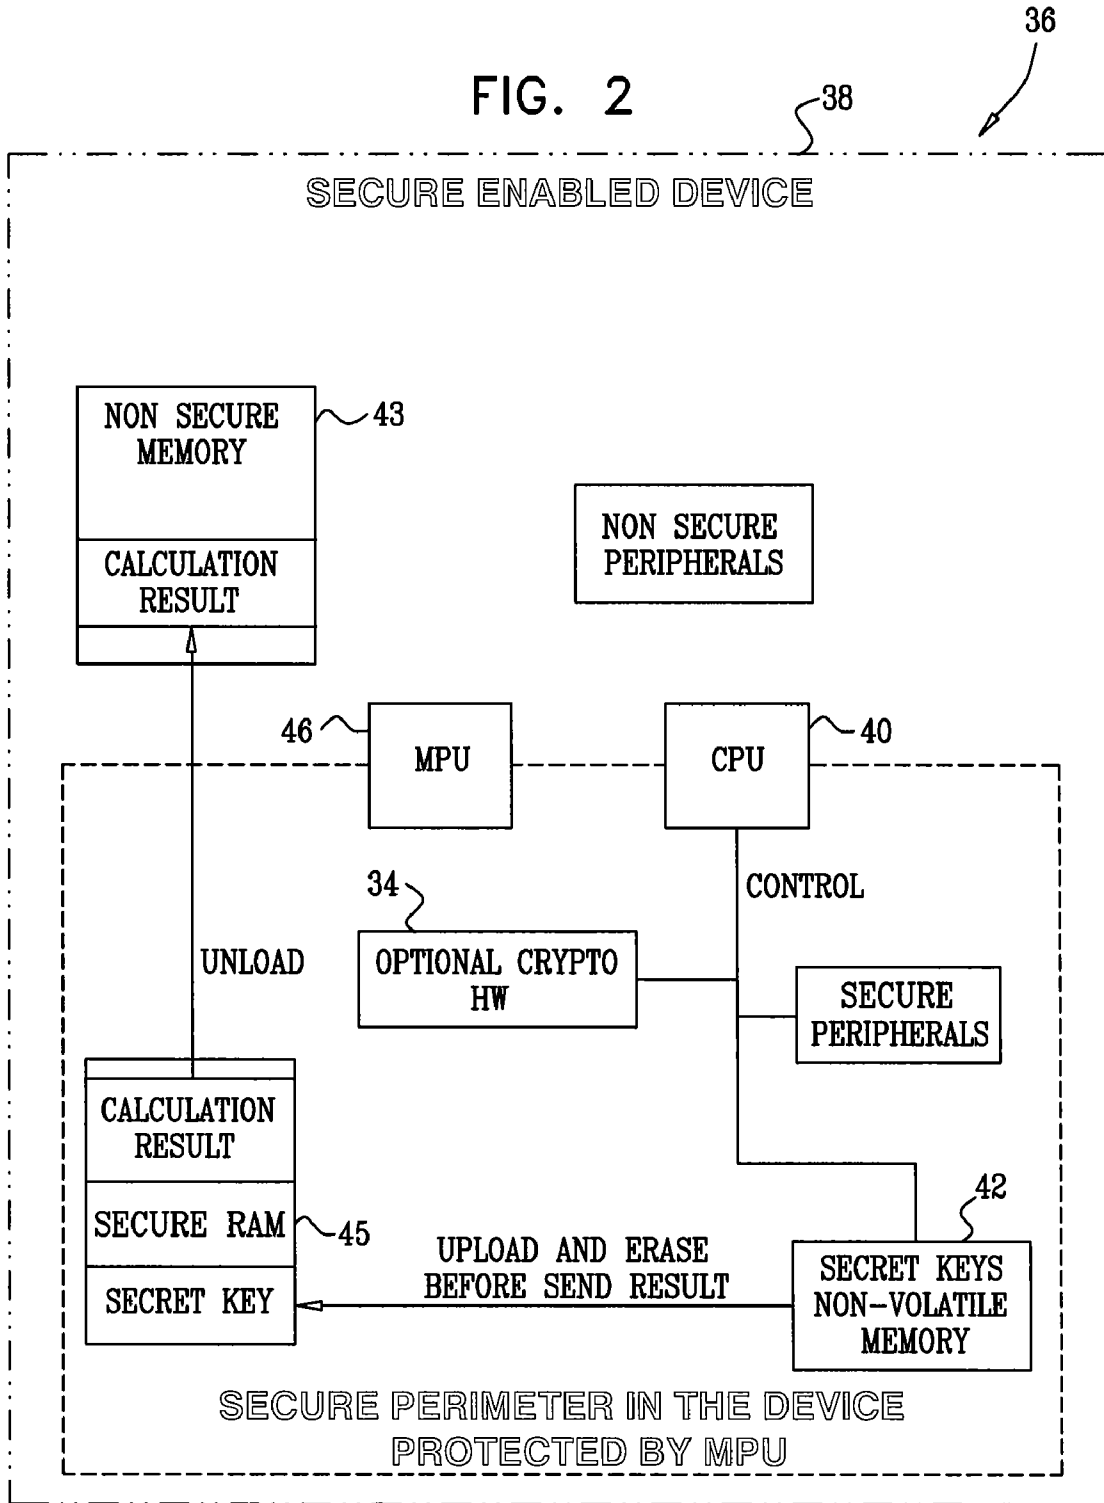 36
FIG. 2
38
SECURE ENABLED DEVICE
NON SECURE
MEMORY
43
CALCULATION
RESULT
NON SECURE
PERIPHERALS
46
MPU
CPU
40
CONTROL
34
OPTIONAL CRYPTO
HW
UNLOAD
SECURE
PERIPHERALS
CALCULATION
RESULT
SECURE RAM
45
SECRET KEY
UPLOAD AND ERASE
BEFORE SEND RESULT
42
SECRET KEYS
NON-VOLATILE
MEMORY
SECURE PERIMETER IN THE DEVICE
PROTECTED BY MPU